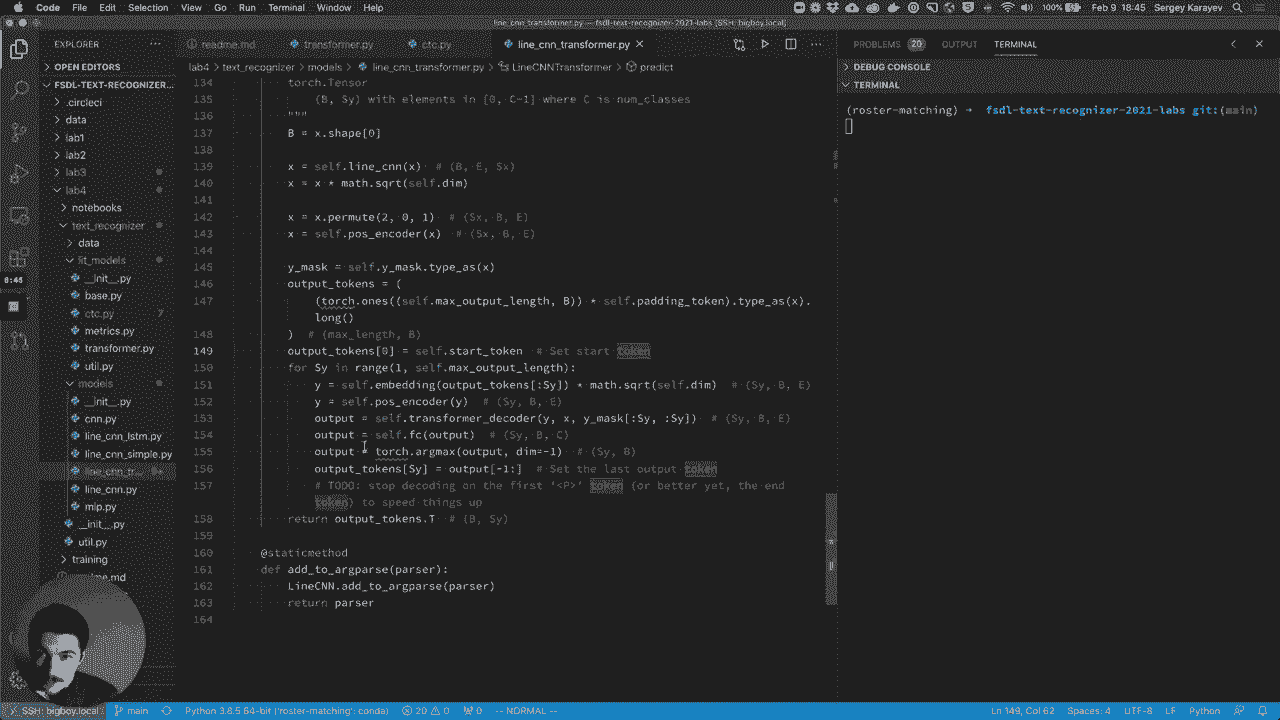 Code File Edit Selection View Go Run Terminal Window Help
100% Feb 9 18:45 Sergey Karayev
line_cnn_transformer.py — fsdl-text-recognizer-2021-labs [SSH: bigboy.local]
EXPLORER
readme.md transformer.py ctc.py line_cnn_transformer.py
PROBLEMS 20 OUTPUT TERMINAL
OPEN EDITORS
lab4 > text_recognizer > models > line_cnn_transformer.py > LineCNNTransformer > predict
DEBUG CONSOLE
FSDL-TEXT-RECOGNIZER...
TERMINAL
.circleci
data
lab1
lab2
lab3
lab4
notebooks
text_recognizer
data
lit_models
__init__.py
base.py
ctc.py 7
metrics.py
transformer.py
util.py
models
__init__.py
cnn.py
line_cnn_lstm.py
line_cnn_simple.py
line_cnn_tr...
line_cnn.py
mlp.py
__init__.py
util.py
training
134 torch.Tensor
135 (B, Sy) with elements in [0, C-1] where C is num_classes
136 """
137 B = x.shape[0]
138
139 x = self.line_cnn(x) # (B, E, Sx)
140 x = x * math.sqrt(self.dim)
141
142 x = x.permute(2, 0, 1) # (Sx, B, E)
143 x = self.pos_encoder(x) # (Sx, B, E)
144
145 y_mask = self.y_mask.type_as(x)
146 output_tokens = (
147 (torch.ones((self.max_output_length, B)) * self.padding_token).type_as(x).
long()
148 ) # (max_length, B)
149 output_tokens[0] = self.start_token # Set start token
150 for Sy in range(1, self.max_output_length):
151 y = self.embedding(output_tokens[:Sy]) * math.sqrt(self.dim) # (Sy, B, E)
152 y = self.pos_encoder(y) # (Sy, B, E)
153 output = self.transformer_decoder(y, x, y_mask[:Sy, :Sy]) # (Sy, B, E)
154 output = self.fc(output) # (Sy, B, C)
155 output = torch.argmax(output, dim=-1) # (Sy, B)
156 output_tokens[Sy] = output[-1:] # Set the last output token
157 # TODO: stop decoding on the first '<P>' token (or better yet, the end
token) to speed things up
158 return output_tokens.T # (B, Sy)
159
160 @staticmethod
161 def add_to_argparse(parser):
162 LineCNN.add_to_argparse(parser)
163 return parser
164
(roster-matching) → fsdl-text-recognizer-2021-labs git:(main)
SSH: bigboy.local main Python 3.8.5 64-bit ('roster-matching': conda) 20 0 0 -- NORMAL -- Ln 149, Col 62 Spaces: 4 UTF-8 LF Python